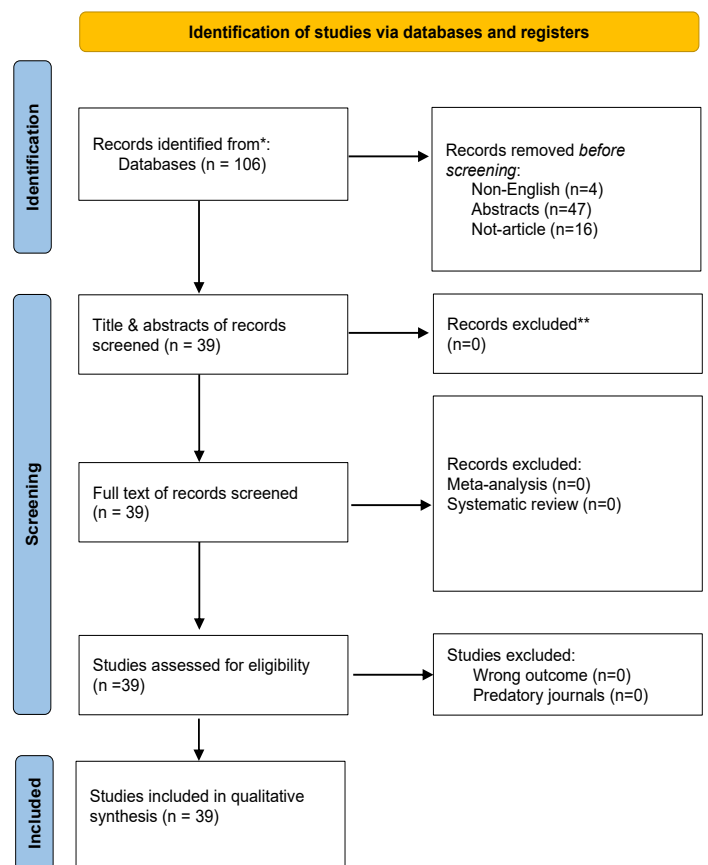 Identification of studies via databases and registers
Identification
Records identified from*:
Databases (n = 106)
Records removed before
screening:
Non-English (n=4)
Abstracts (n=47)
Not-article (n=16)
Screening
Title & abstracts of records
screened (n = 39)
Records excluded**
(n=0)
Full text of records screened
(n = 39)
Records excluded:
Meta-analysis (n=0)
Systematic review (n=0)
Studies assessed for eligibility
(n =39)
Studies excluded:
Wrong outcome (n=0)
Predatory journals (n=0)
Included
Studies included in qualitative
synthesis (n = 39)